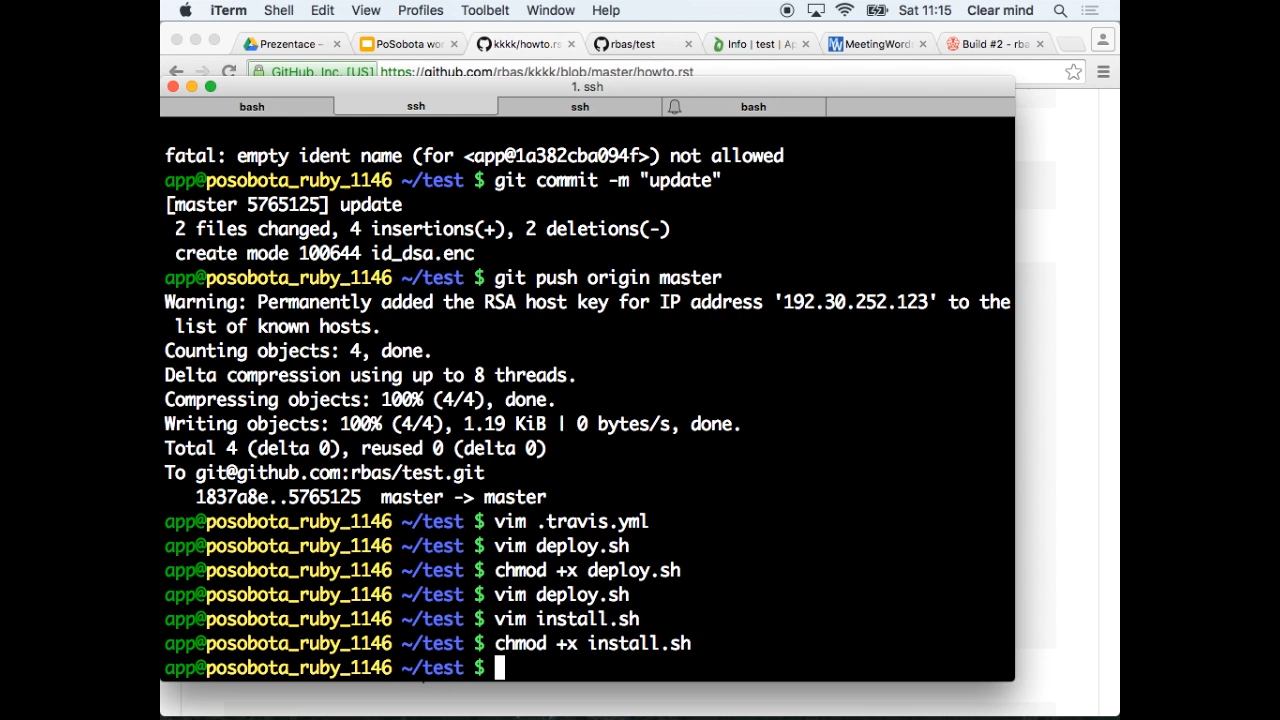 iTerm Shell Edit View Profiles Toolbelt Window Help Sat 11:15 Clear mind
Prezentace – × PoSobota wor × kkkk/howto.rs × rbas/test × Info | test | Ap × MeetingWord × Build #2 - rba ×
GitHub, Inc. [US] https://github.com/rbas/kkkk/blob/master/howto.rst
1. ssh
bash ssh ssh bash
fatal: empty ident name (for <app@1a382cba094f>) not allowed
app@posobota_ruby_1146 ~/test $ git commit -m "update"
[master 5765125] update
2 files changed, 4 insertions(+), 2 deletions(-)
create mode 100644 id_dsa.enc
app@posobota_ruby_1146 ~/test $ git push origin master
Warning: Permanently added the RSA host key for IP address '192.30.252.123' to the
list of known hosts.
Counting objects: 4, done.
Delta compression using up to 8 threads.
Compressing objects: 100% (4/4), done.
Writing objects: 100% (4/4), 1.19 KiB | 0 bytes/s, done.
Total 4 (delta 0), reused 0 (delta 0)
To git@github.com:rbas/test.git
1837a8e..5765125 master -> master
app@posobota_ruby_1146 ~/test $ vim .travis.yml
app@posobota_ruby_1146 ~/test $ vim deploy.sh
app@posobota_ruby_1146 ~/test $ chmod +x deploy.sh
app@posobota_ruby_1146 ~/test $ vim deploy.sh
app@posobota_ruby_1146 ~/test $ vim install.sh
app@posobota_ruby_1146 ~/test $ chmod +x install.sh
app@posobota_ruby_1146 ~/test $